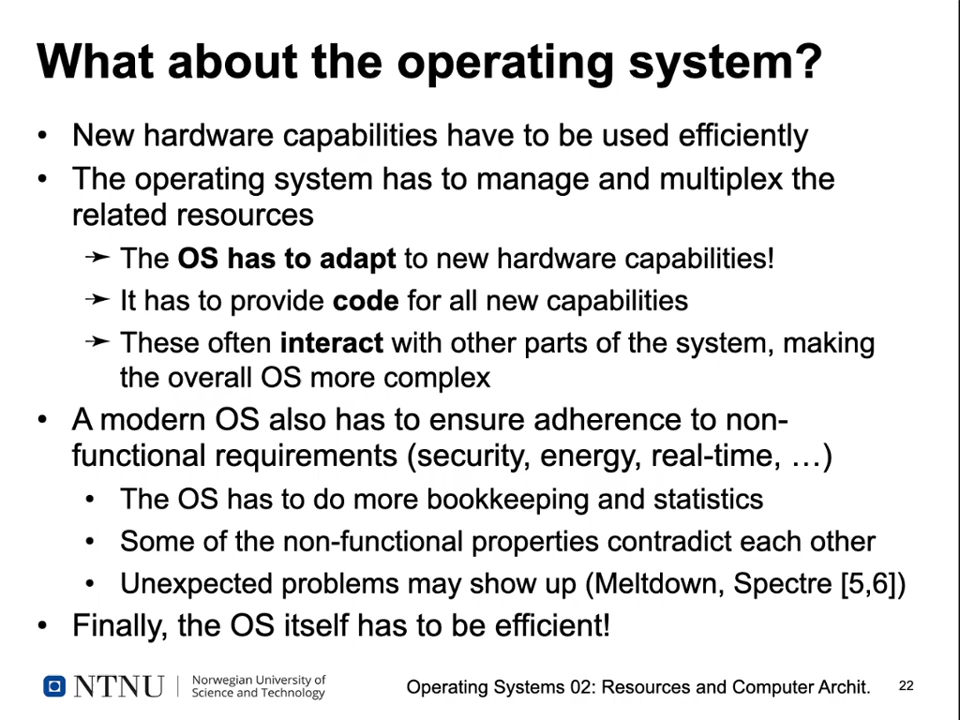 What about the operating system?
• New hardware capabilities have to be used efficiently
• The operating system has to manage and multiplex the
related resources
➛ The OS has to adapt to new hardware capabilities!
➛ It has to provide code for all new capabilities
➛ These often interact with other parts of the system, making
the overall OS more complex
• A modern OS also has to ensure adherence to non-
functional requirements (security, energy, real-time, …)
• The OS has to do more bookkeeping and statistics
• Some of the non-functional properties contradict each other
• Unexpected problems may show up (Meltdown, Spectre [5,6])
• Finally, the OS itself has to be efficient!
NTNU
Norwegian University of
Science and Technology
Operating Systems 02: Resources and Computer Archit.
22